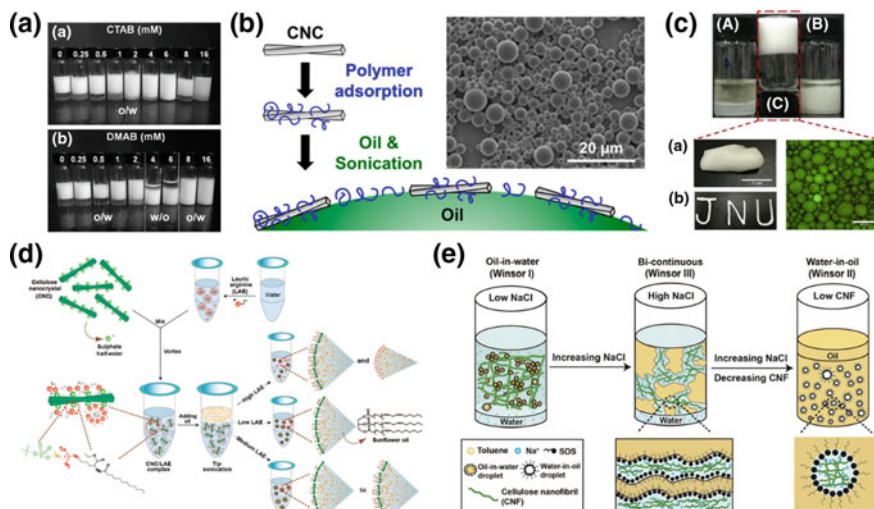 (a)
(a)
CTAB (mM)
0 0.25 0.5 1 2 4 6 8 16
o/w
(b)
DMAB (mM)
0 0.25 0.5 1 2 4 6 8 16
o/w w/o o/w
(b)
CNC
Polymer
adsorption
Oil &
Sonication
20 µm
Oil
(c)
(A)
(B)
(C)
(a)
(b)
J N U
(d)
Cellulose
nanocrystal
(CNC)
Sulphate
half-ester
Lauric
arginine
(LAE)
Water
Mix
Vortex
CNC/LAE
complex
Adding
oil
Tip
sonication
High LAE
Low LAE
Medium LAE
and
Sunflower oil
to
(e)
Oil-in-water
(Winsor I)
Bi-continuous
(Winsor III)
Water-in-oil
(Winsor II)
Low NaCl
High NaCl
Low CNF
Increasing NaCl
Increasing NaCl
Decreasing CNF
Oil
Water
Water
Toluene Na⁺ SDS
Oil-in-water
droplet
Water-in-oil
droplet
Cellulose nanofibril
(CNF)